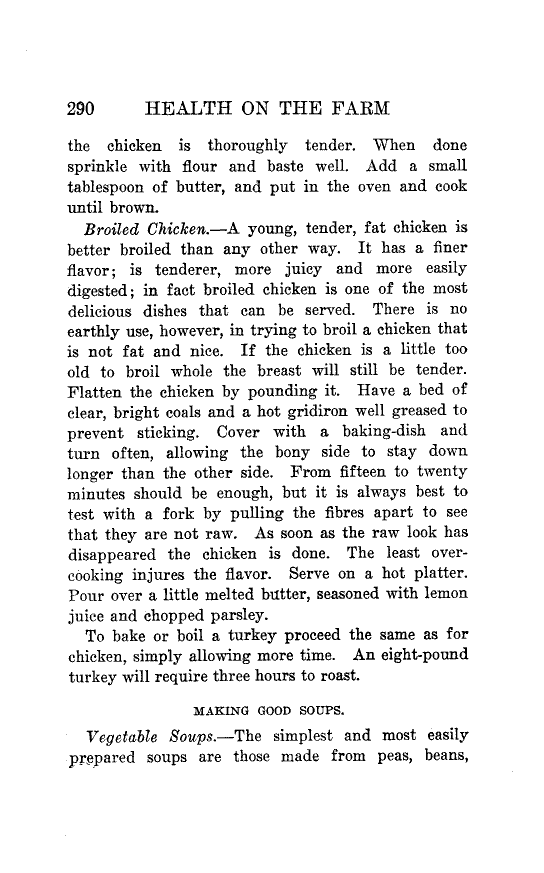 290 HEALTH ON THE FARM
the chicken is thoroughly tender. When done
sprinkle with flour and baste well. Add a small
tablespoon of butter, and put in the oven and cook
until brown.
Broiled Chicken.—A young, tender, fat chicken is
better broiled than any other way. It has a finer
flavor; is tenderer, more juicy and more easily
digested; in fact broiled chicken is one of the most
delicious dishes that can be served. There is no
earthly use, however, in trying to broil a chicken that
is not fat and nice. If the chicken is a little too
old to broil whole the breast will still be tender.
Flatten the chicken by pounding it. Have a bed of
clear, bright coals and a hot gridiron well greased to
prevent sticking. Cover with a baking-dish and
turn often, allowing the bony side to stay down
longer than the other side. From fifteen to twenty
minutes should be enough, but it is always best to
test with a fork by pulling the fibres apart to see
that they are not raw. As soon as the raw look has
disappeared the chicken is done. The least over-
cooking injures the flavor. Serve on a hot platter.
Pour over a little melted butter, seasoned with lemon
juice and chopped parsley.
To bake or boil a turkey proceed the same as for
chicken, simply allowing more time. An eight-pound
turkey will require three hours to roast.
MAKING GOOD SOUPS.
Vegetable Soups.—The simplest and most easily
prepared soups are those made from peas, beans,